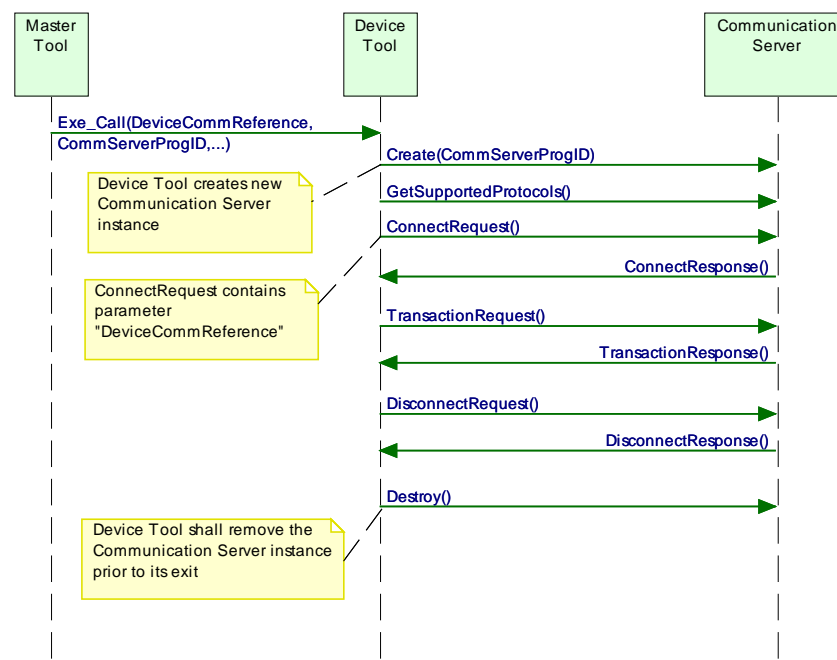 Master
Tool
Device
Tool
Communication
Server
Exe_Call(DeviceCommReference,
CommServerProgID,...)
Create(CommServerProgID)
Device Tool creates new
Communication Server
instance
GetSupportedProtocols()
ConnectRequest()
ConnectResponse()
ConnectRequest contains
parameter
"DeviceCommReference"
TransactionRequest()
TransactionResponse()
DisconnectRequest()
DisconnectResponse()
Destroy()
Device Tool shall remove the
Communication Server instance
prior to its exit